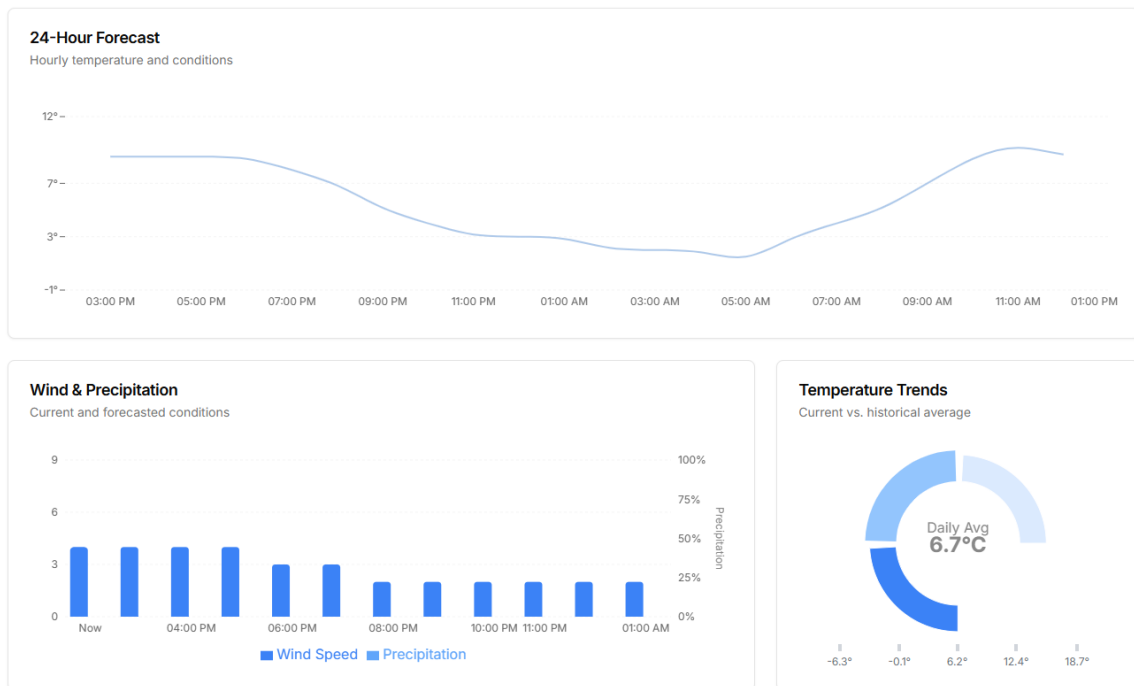 24-Hour Forecast
Hourly temperature and conditions
12°
7°
3°
-1°
03:00 PM 05:00 PM 07:00 PM 09:00 PM 11:00 PM 01:00 AM 03:00 AM 05:00 AM 07:00 AM 09:00 AM 11:00 AM 01:00 PM
Wind & Precipitation
Current and forecasted conditions
9
6
3
0
100%
75%
50%
25%
0%
Precipitation
Now 04:00 PM 06:00 PM 08:00 PM 10:00 PM 11:00 PM 01:00 AM
Wind Speed Precipitation
Temperature Trends
Current vs. historical average
Daily Avg
6.7°C
-6.3° -0.1° 6.2° 12.4° 18.7°